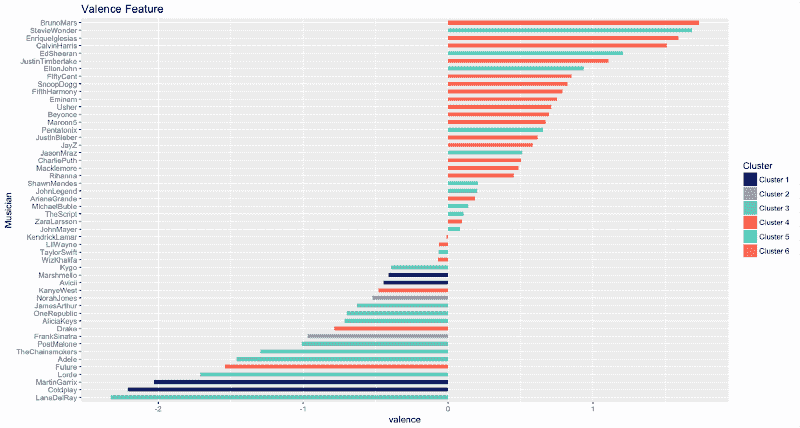 Valence Feature
BrunoMars
StevieWonder
EnriqueIglesias
CalvinHarris
EdSheeran
JustinTimberlake
EltonJohn
FiftyCent
SnoopDogg
FifthHarmony
Eminem
Usher
Beyonce
Maroon5
Pentatonix
JustinBieber
JayZ
JasonMraz
CharliePuth
Macklemore
Rihanna
ShawnMendes
JohnLegend
ArianaGrande
MichaelBuble
TheScript
ZaraLarsson
JohnMayer
KendrickLamar
LilWayne
TaylorSwift
WizKhalifa
Kygo
Marshmello
Avicii
KanyeWest
NorahJones
JamesArthur
OneRepublic
AliciaKeys
Drake
FrankSinatra
PostMalone
TheChainsmokers
Adele
Future
Lorde
MartinGarrix
Coldplay
LanaDelRay
Musician
-2
-1
0
1
valence
Cluster
Cluster 1
Cluster 2
Cluster 3
Cluster 4
Cluster 5
Cluster 6